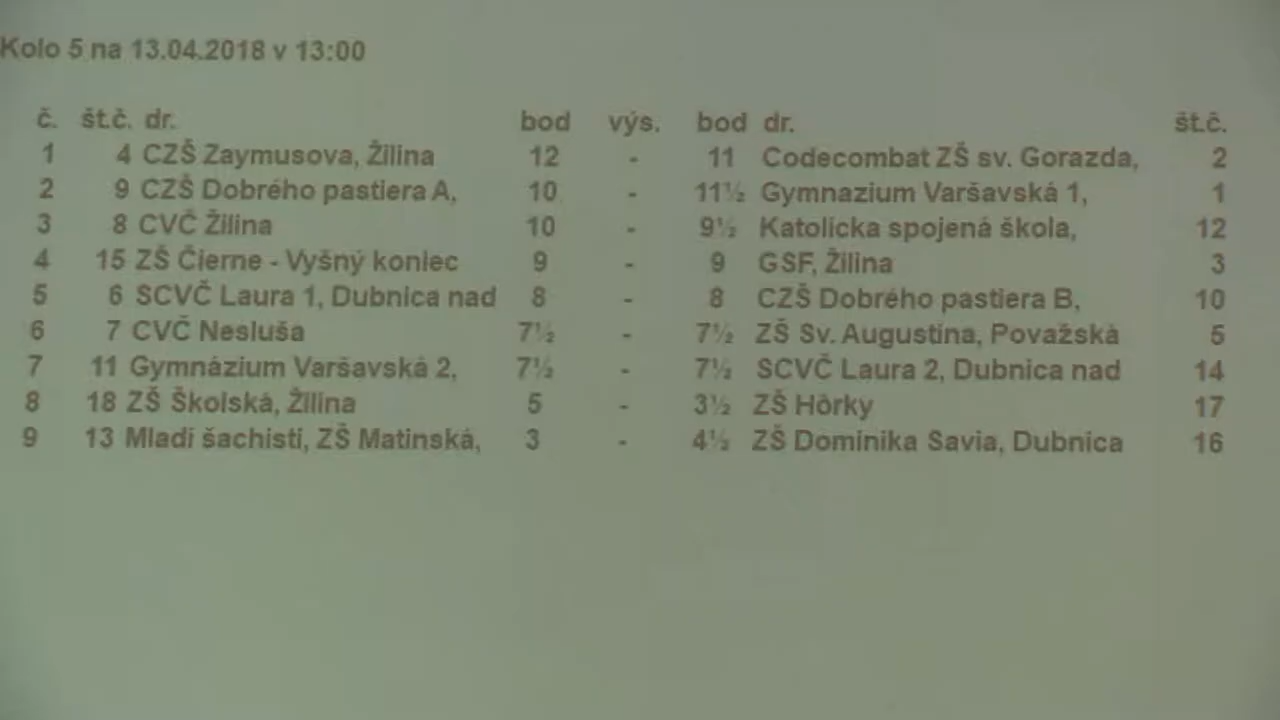 Kolo 5 na 13.04.2018 v 13:00
č. št.č. dr. bod výs. bod dr. št.č.
1 4 CZŠ Zaymusova, Žilina 12 - 11 Codecombat ZŠ sv. Gorazda, 2
2 9 CZŠ Dobrého pastiera A, 10 - 11½ Gymnazium Varšavská 1, 1
3 8 CVČ Žilina 10 - 9½ Katolícka spojená škola, 12
4 15 ZŠ Čierne - Vyšný koniec 9 - 9 GSF, Žilina 3
5 6 SCVČ Laura 1, Dubnica nad 8 - 8 CZŠ Dobrého pastiera B, 10
6 7 CVČ Nesluša 7½ - 7½ ZŠ Sv. Augustína, Považská 5
7 11 Gymnázium Varšavská 2, 7½ - 7½ SCVČ Laura 2, Dubnica nad 14
8 18 ZŠ Školská, Žilina 5 - 3½ ZŠ Hôrky 17
9 13 Mladí šachisti, ZŠ Matinská, 3 - 4½ ZŠ Dominika Savia, Dubnica 16